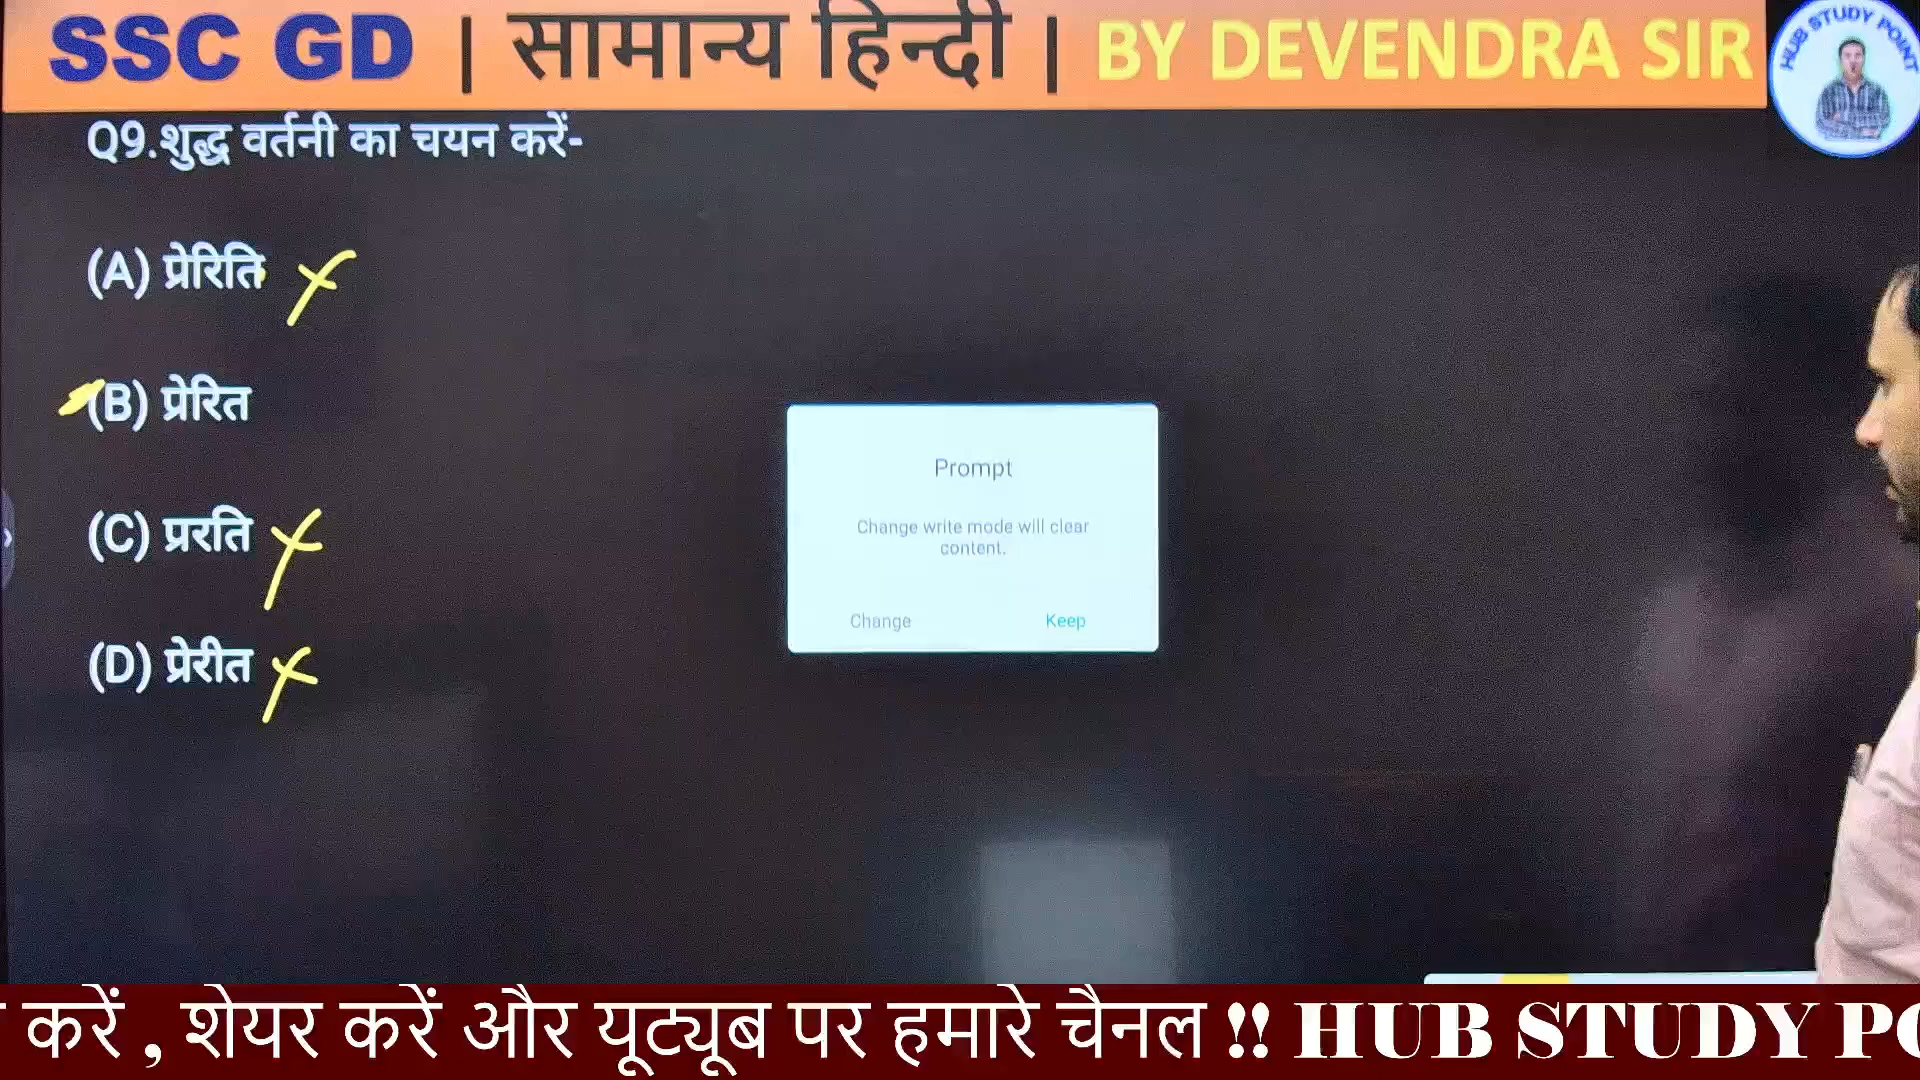 SSC GD | सामान्य हिन्दी | BY DEVENDRA SIR
HUB STUDY POINT
Q9.शुद्ध वर्तनी का चयन करें-
(A) प्रेरिति
(B) प्रेरित
(C) प्ररति
(D) प्रेरीत
Prompt
Change write mode will clear
content.
Change Keep
करें , शेयर करें और यूट्यूब पर हमारे चैनल !! HUB STUDY